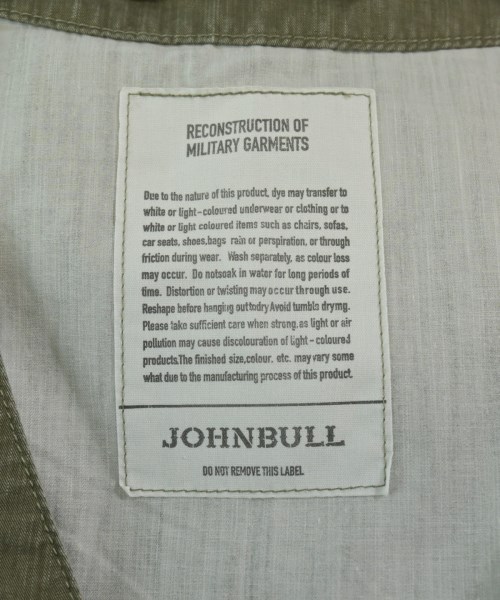 RECONSTRUCTION OF
MILITARY GARMENTS
Due to the nature of this product, dye may transfer to
white or light-coloured underwear or clothing or to
white or light coloured items such as chairs, sofas,
car seats, shoes,bags rain or perspiration, or through
friction during wear. Wash separately, as colour loss
may occur. Do notsoak in water for long periods of
time. Distortion or twisting may occur through use.
Reshape before hanging outtodry Avoid tumble drymg.
Please take sufficient care when strong,as light or air
pollution may cause discolouration of light-coloured
products.The finished size,colour, etc. may vary some
what due to the manufacturing process of this product.
JOHNBULL
DO NOT REMOVE THIS LABEL